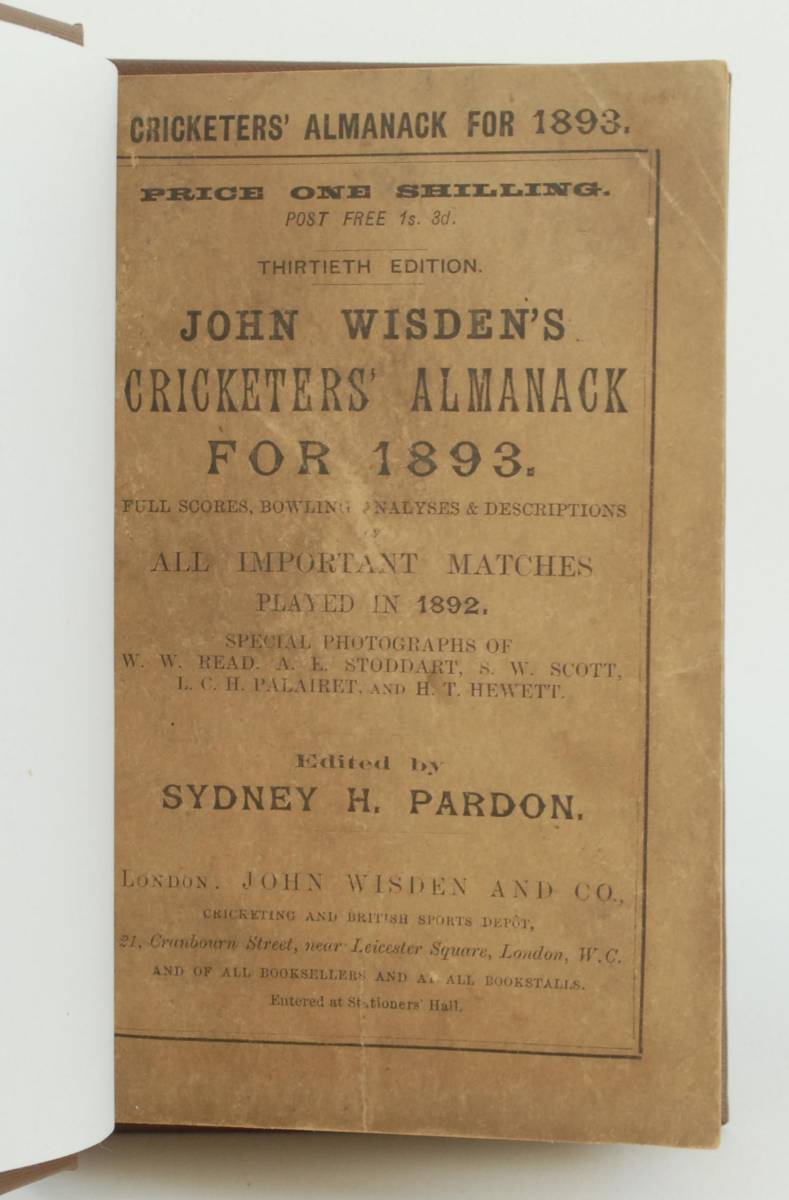 CRICKETERS' ALMANACK FOR 1893.
PRICE ONE SHILLING.
POST FREE 1s. 3d.
THIRTIETH EDITION.
JOHN WISDEN'S
CRICKETERS' ALMANACK
FOR 1893.
FULL SCORES, BOWLING ANALYSES & DESCRIPTIONS
OF
ALL IMPORTANT MATCHES
PLAYED IN 1892.
SPECIAL PHOTOGRAPHS OF
W. W. READ. A. E. STODDART, S. W. SCOTT,
L. C. H. PALAIRET, AND H. T. HEWETT.
Edited by
SYDNEY H. PARDON.
LONDON. JOHN WISDEN AND CO.,
CRICKETING AND BRITISH SPORTS DEPÔT,
21, Cranbourn Street, near Leicester Square, London, W.C.
AND OF ALL BOOKSELLERS AND AT ALL BOOKSTALLS.
Entered at Stationers' Hall.